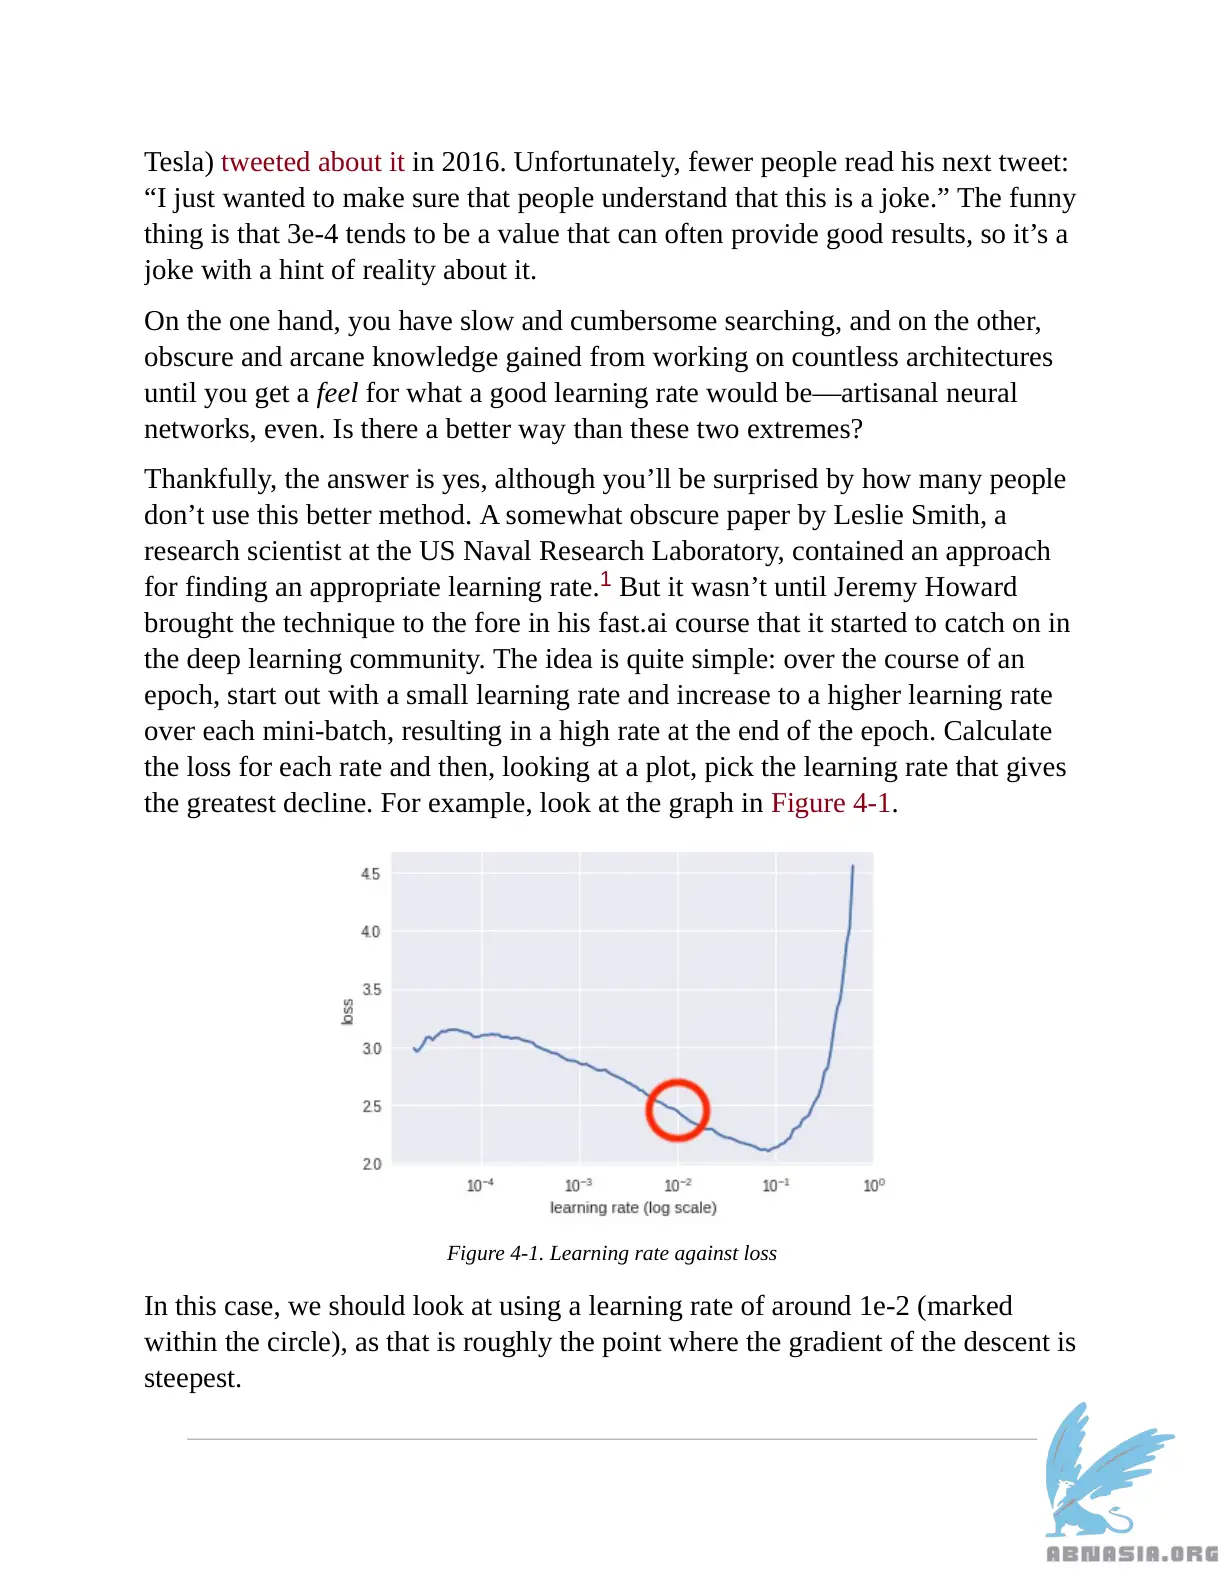 Tesla) tweeted about it in 2016. Unfortunately, fewer people read his next tweet:
“I just wanted to make sure that people understand that this is a joke.” The funny
thing is that 3e-4 tends to be a value that can often provide good results, so it’s a
joke with a hint of reality about it.
On the one hand, you have slow and cumbersome searching, and on the other,
obscure and arcane knowledge gained from working on countless architectures
until you get a feel for what a good learning rate would be—artisanal neural
networks, even. Is there a better way than these two extremes?
Thankfully, the answer is yes, although you’ll be surprised by how many people
don’t use this better method. A somewhat obscure paper by Leslie Smith, a
research scientist at the US Naval Research Laboratory, contained an approach
for finding an appropriate learning rate.1 But it wasn’t until Jeremy Howard
brought the technique to the fore in his fast.ai course that it started to catch on in
the deep learning community. The idea is quite simple: over the course of an
epoch, start out with a small learning rate and increase to a higher learning rate
over each mini-batch, resulting in a high rate at the end of the epoch. Calculate
the loss for each rate and then, looking at a plot, pick the learning rate that gives
the greatest decline. For example, look at the graph in Figure 4-1.
4.5
4.0
3.5
loss
3.0
2.5
2.0
10⁻⁴ 10⁻³ 10⁻² 10⁻¹ 10⁰
learning rate (log scale)
Figure 4-1. Learning rate against loss
In this case, we should look at using a learning rate of around 1e-2 (marked
within the circle), as that is roughly the point where the gradient of the descent is
steepest.
ABNASIA.ORG